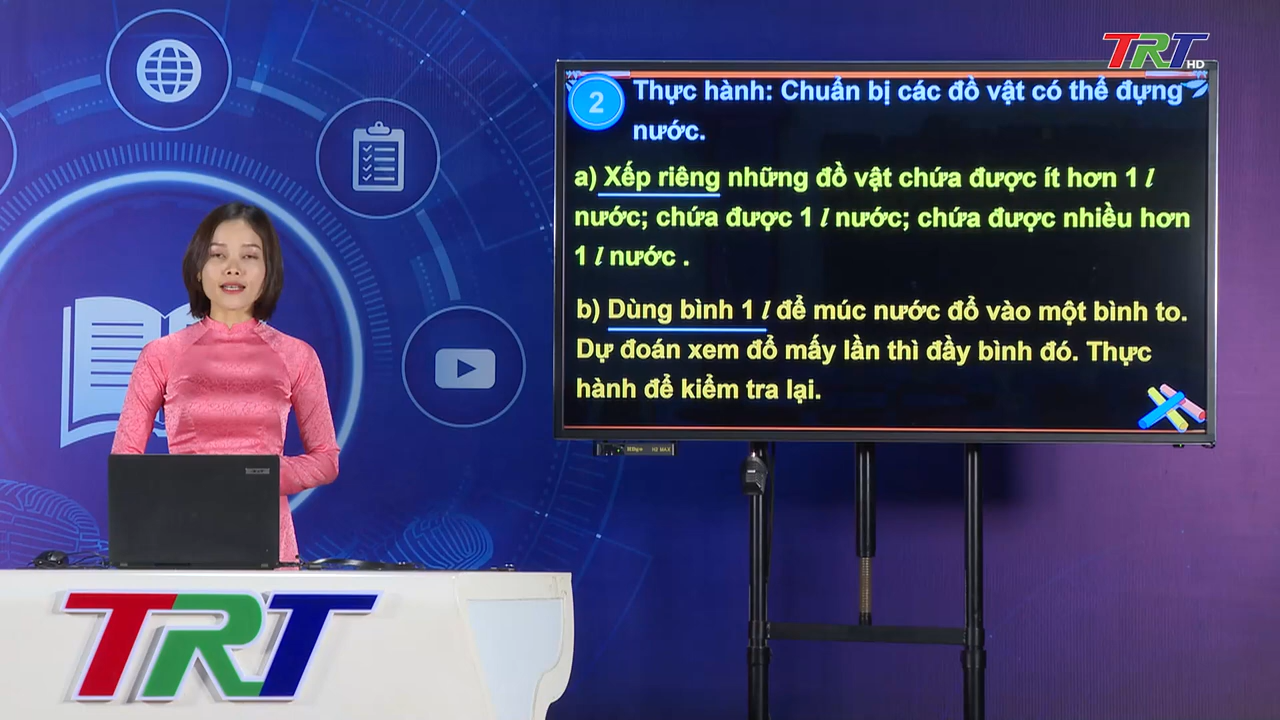 TRT HD
2
Thực hành: Chuẩn bị các đồ vật có thể đựng
nước.
a) Xếp riêng những đồ vật chứa được ít hơn 1 l
nước; chứa được 1 l nước; chứa được nhiều hơn
1 l nước .
b) Dùng bình 1 l để múc nước đổ vào một bình to.
Dự đoán xem đổ mấy lần thì đầy bình đó. Thực
hành để kiểm tra lại.
TRT